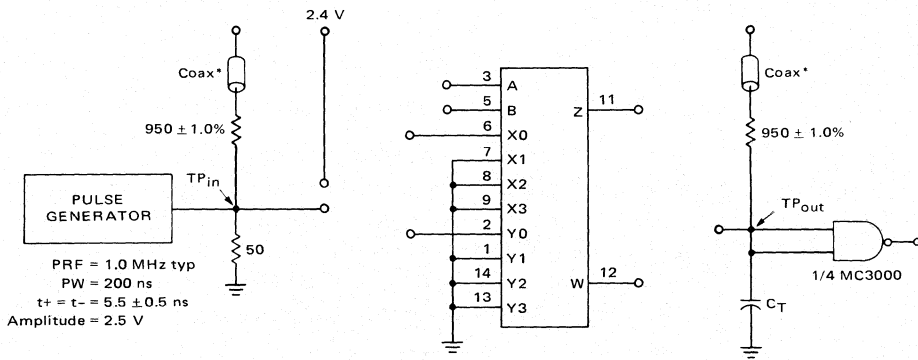 2.4 V
Coax*
950 ± 1.0%
TPin
PULSE
GENERATOR
50
PRF = 1.0 MHz typ
PW = 200 ns
t+ = t− = 5.5 ± 0.5 ns
Amplitude = 2.5 V
3 A
5 B
6 X0
7 X1
8 X2
9 X3
2 Y0
1 Y1
14 Y2
13 Y3
Z 11
W 12
Coax*
950 ± 1.0%
TPout
1/4 MC3000
CT